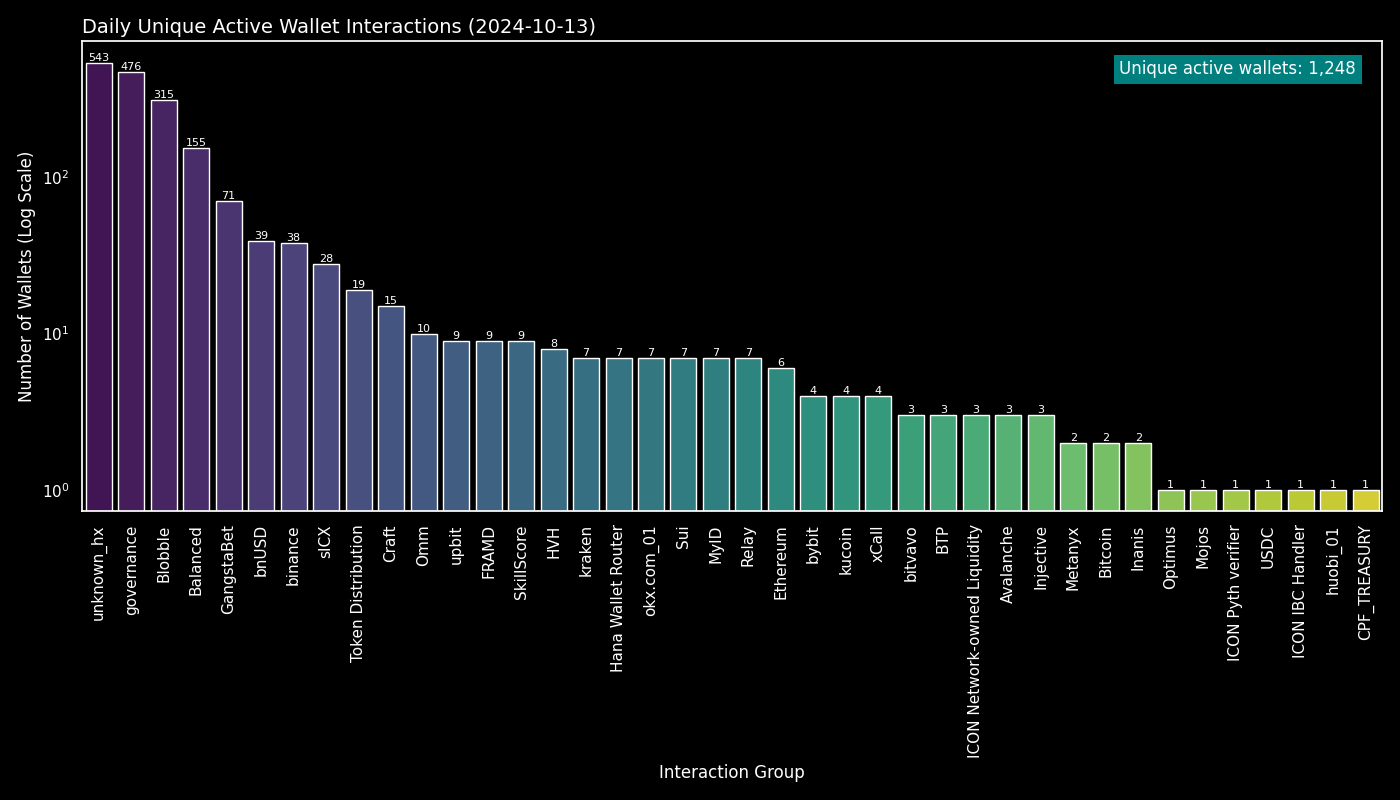 Daily Unique Active Wallet Interactions (2024-10-13)
Unique active wallets: 1,248
Number of Wallets (Log Scale)
10²
10¹
10⁰
543
476
315
155
71
39
38
28
19
15
10
9
9
9
8
7
7
7
7
7
7
6
4
4
4
3
3
3
3
3
2
2
2
1
1
1
1
1
1
1
unknown_hx
governance
Blobble
Balanced
GangstaBet
bnUSD
binance
sICX
Token Distribution
Craft
Omm
upbit
FRAMD
SkillScore
HVH
kraken
Hana Wallet Router
okx.com_01
Sui
MyID
Relay
Ethereum
bybit
kucoin
xCall
bitvavo
BTP
ICON Network-owned Liquidity
Avalanche
Injective
Metanyx
Bitcoin
Inanis
Optimus
Mojos
ICON Pyth verifier
USDC
ICON IBC Handler
huobi_01
CPF_TREASURY
Interaction Group